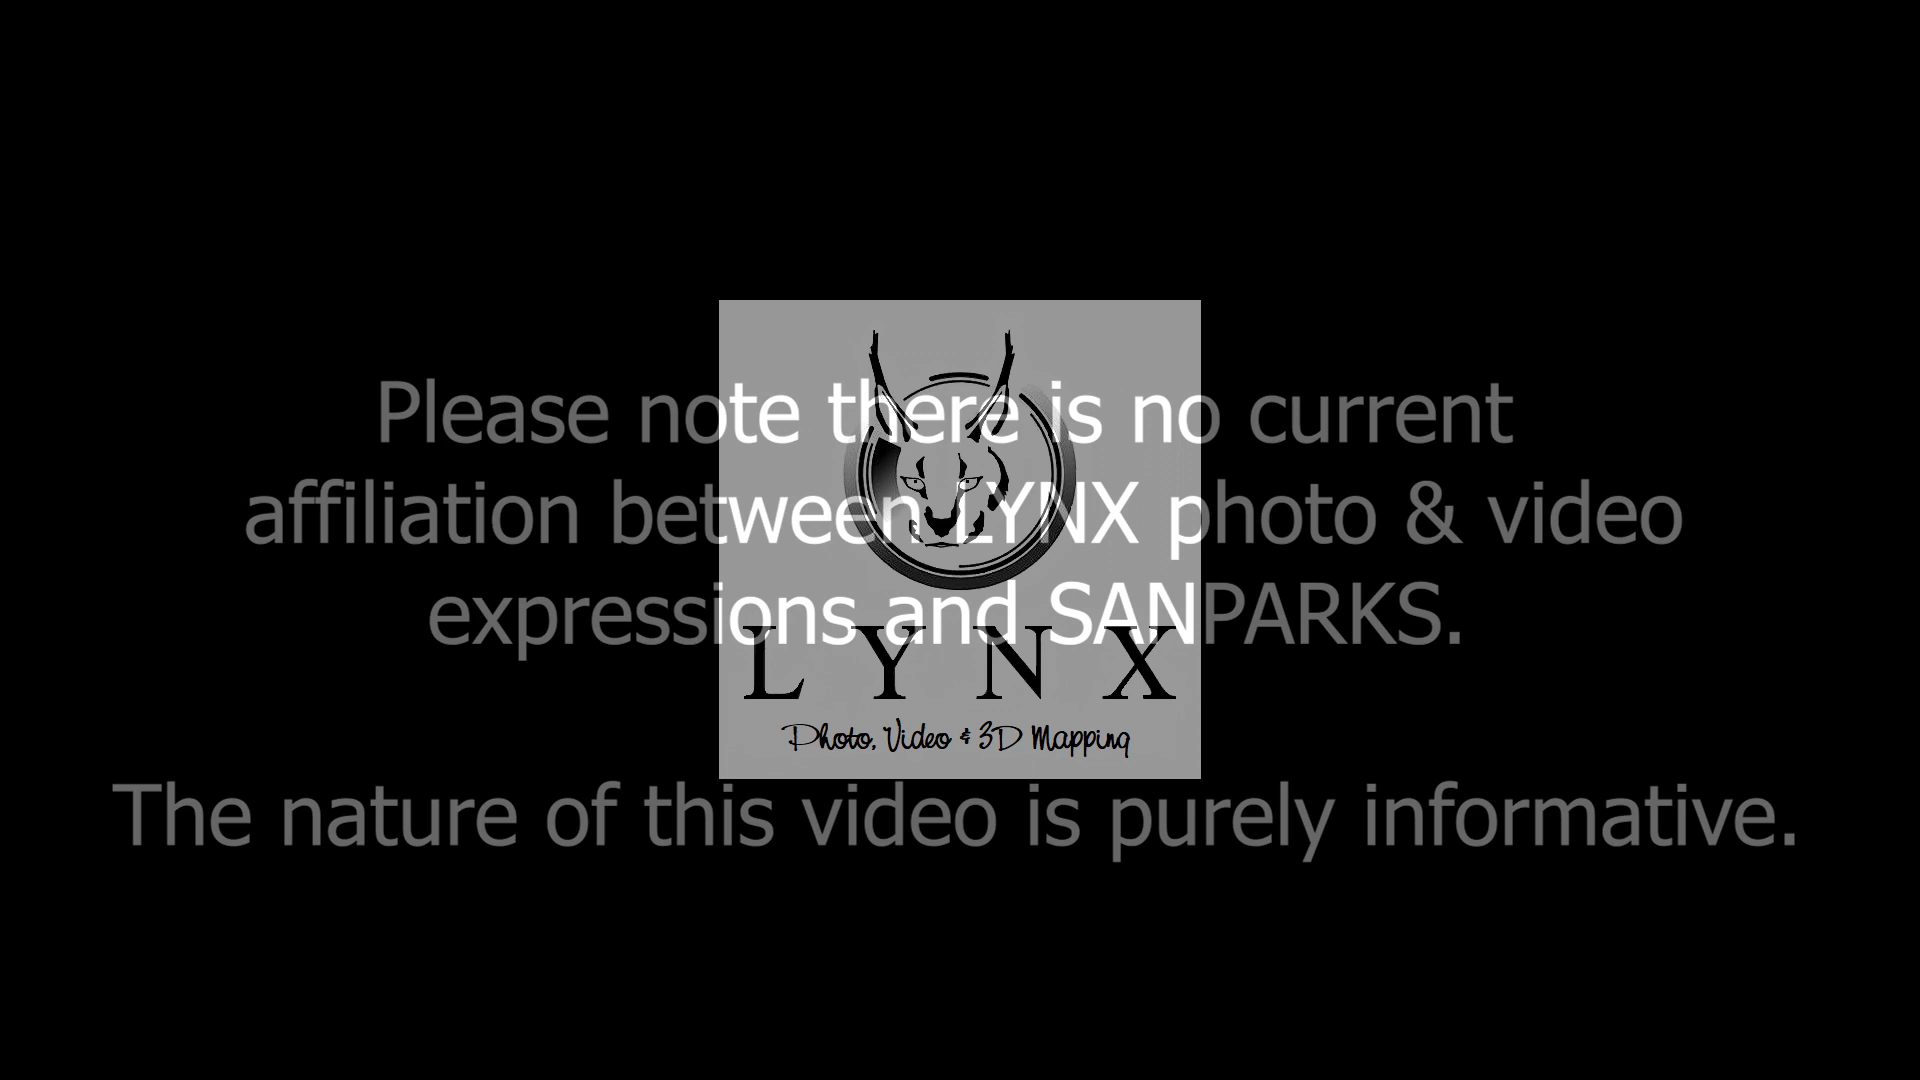 Please note there is no current
affiliation between LYNX photo & video
expressions and SANPARKS.
LYNX
Photo, Video & 3D Mapping
The nature of this video is purely informative.